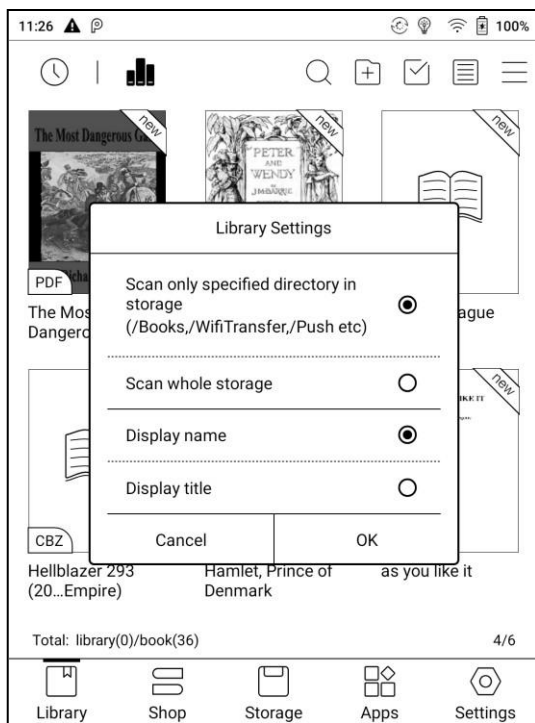 11:26
100%
new
new
new
The Most Dangerous
PETER
AND
WENDY
J.M.BARRIE
Library Settings
PDF
Scan only specified directory in
storage
(/Books,/WifiTransfer,/Push etc)
The Mos
Dangero
ague
Scan whole storage
new
IKE IT
Display name
Display title
CBZ
Cancel
OK
Hellblazer 293
(20...Empire)
Hamlet, Prince of
Denmark
as you like it
Total: library(0)/book(36)
4/6
Library
Shop
Storage
Apps
Settings